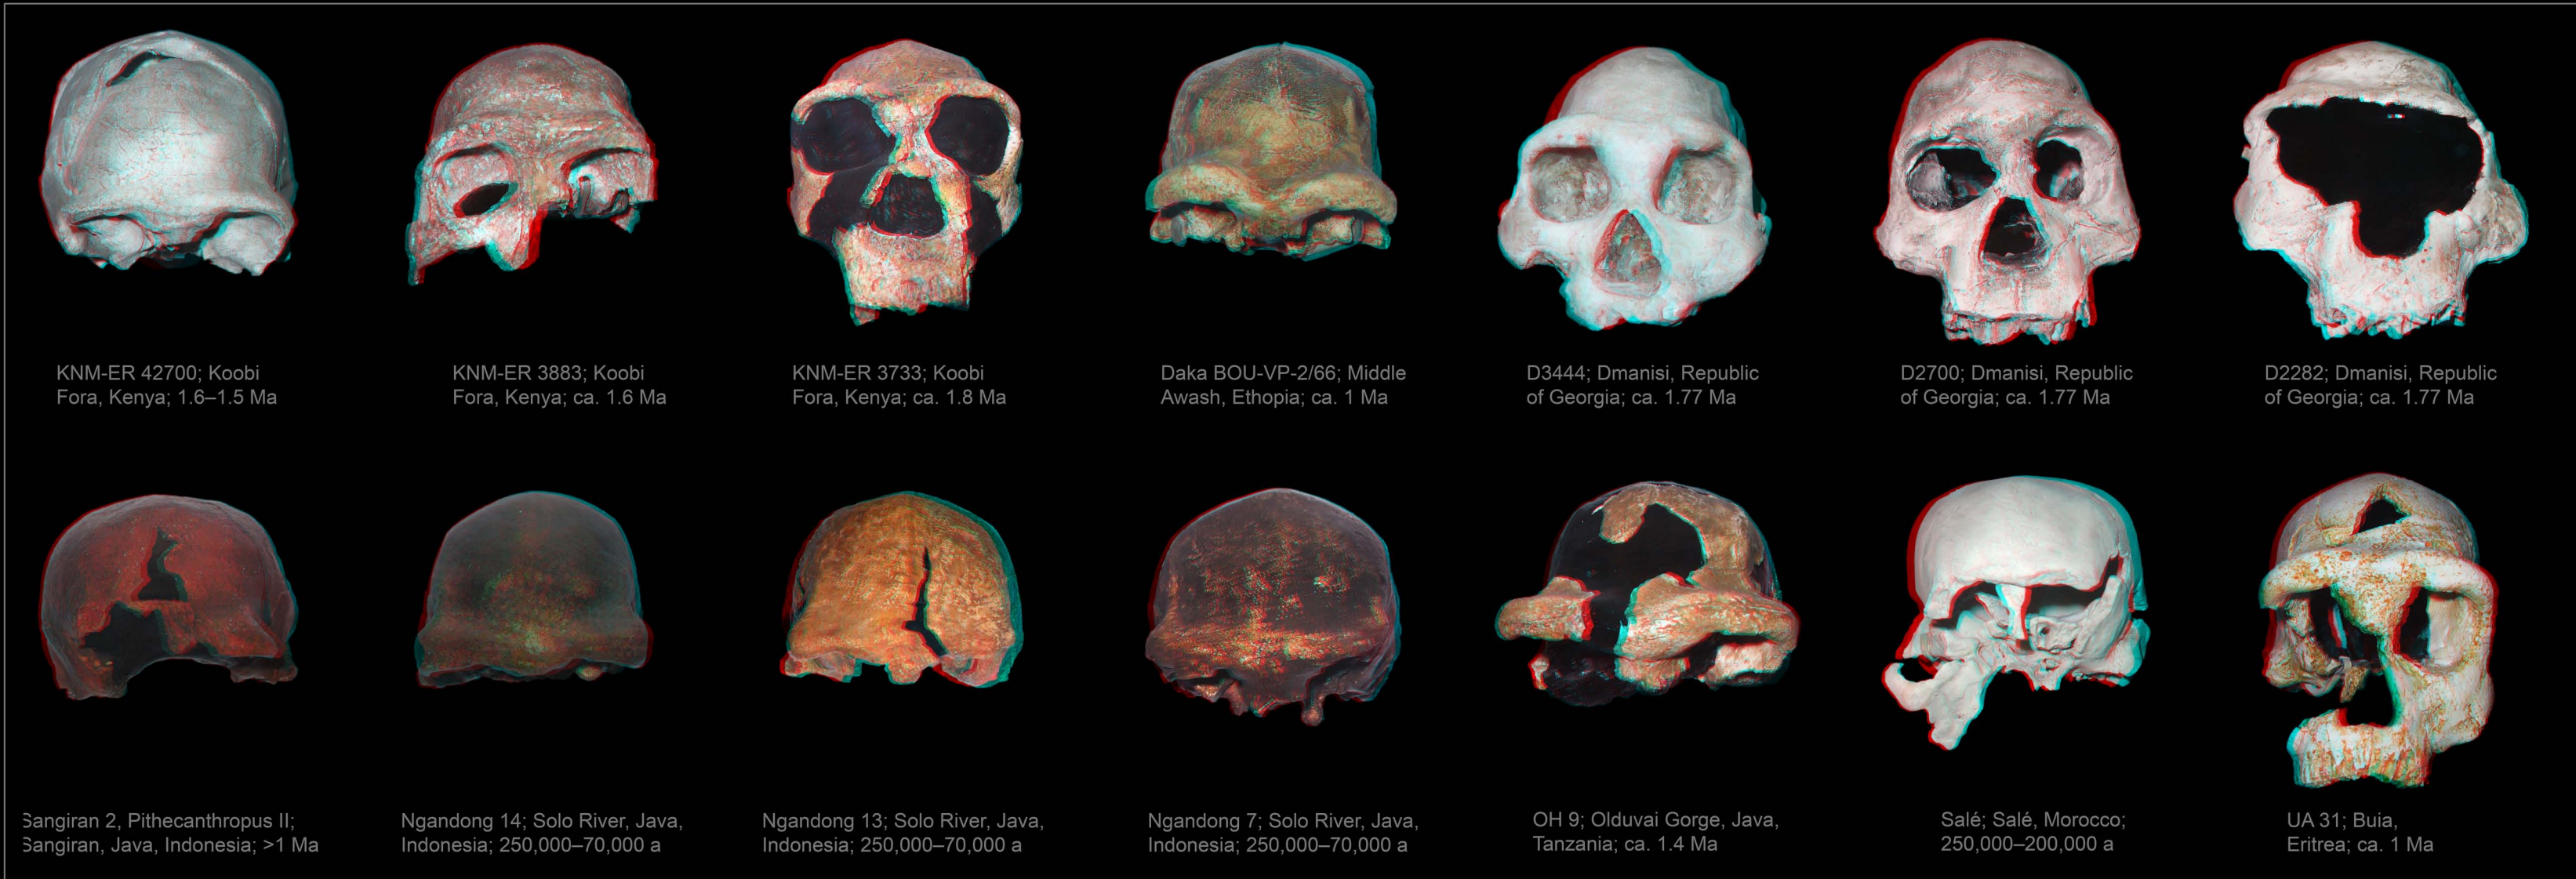 KNM-ER 42700; Koobi
Fora, Kenya; 1.6–1.5 Ma
KNM-ER 3883; Koobi
Fora, Kenya; ca. 1.6 Ma
KNM-ER 3733; Koobi
Fora, Kenya; ca. 1.8 Ma
Daka BOU-VP-2/66; Middle
Awash, Ethopia; ca. 1 Ma
D3444; Dmanisi, Republic
of Georgia; ca. 1.77 Ma
D2700; Dmanisi, Republic
of Georgia; ca. 1.77 Ma
D2282; Dmanisi, Republic
of Georgia; ca. 1.77 Ma
Sangiran 2, Pithecanthropus II;
Sangiran, Java, Indonesia; >1 Ma
Ngandong 14; Solo River, Java,
Indonesia; 250,000–70,000 a
Ngandong 13; Solo River, Java,
Indonesia; 250,000–70,000 a
Ngandong 7; Solo River, Java,
Indonesia; 250,000–70,000 a
OH 9; Olduvai Gorge, Java,
Tanzania; ca. 1.4 Ma
Salé; Salé, Morocco;
250,000–200,000 a
UA 31; Buia,
Eritrea; ca. 1 Ma